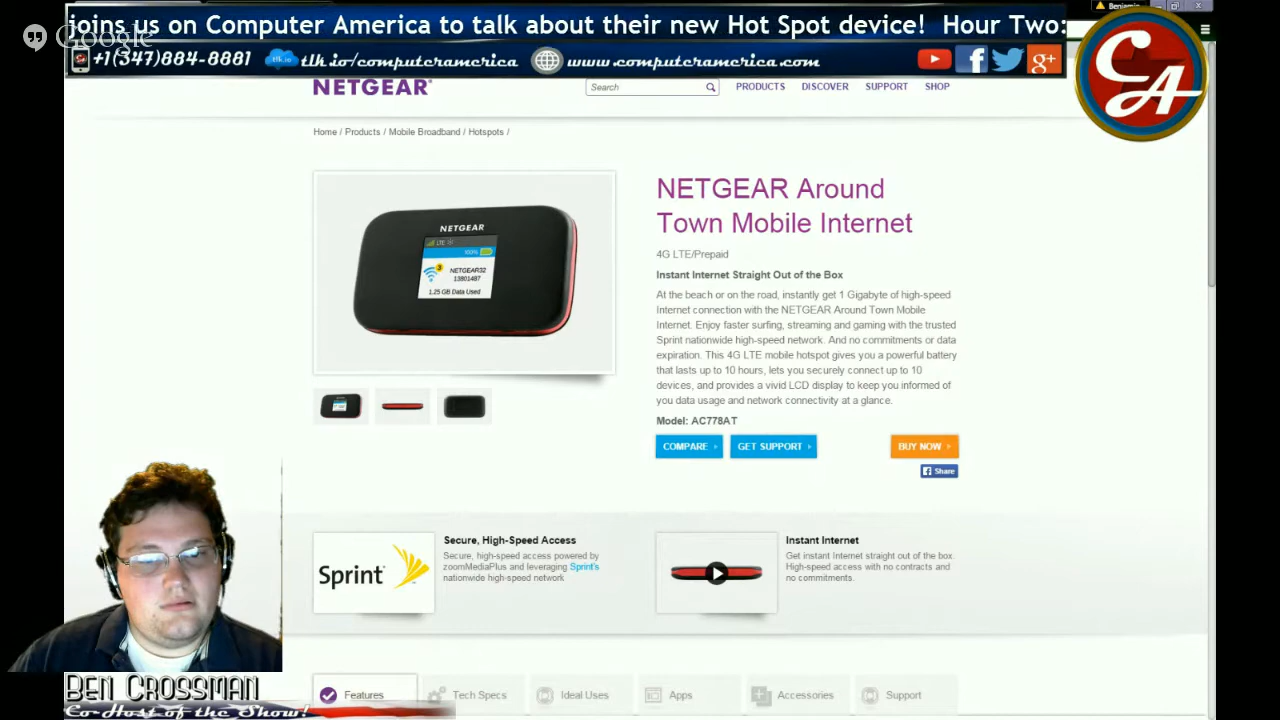 joins us on Computer America to talk about their new Hot Spot device!  Hour Two:
Benjamin
Google
+1(347)884-8881 tlk.io/computeramerica www.computeramerica.com
CA
NETGEAR
Search PRODUCTS DISCOVER SUPPORT SHOP
Home / Products / Mobile Broadband / Hotspots /
NETGEAR
LTE
100%
3 NETGEAR32
13801487
1.25 GB Data Used
NETGEAR Around
Town Mobile Internet
4G LTE/Prepaid
Instant Internet Straight Out of the Box
At the beach or on the road, instantly get 1 Gigabyte of high-speed
Internet connection with the NETGEAR Around Town Mobile
Internet. Enjoy faster surfing, streaming and gaming with the trusted
Sprint nationwide high-speed network. And no commitments or data
expiration. This 4G LTE mobile hotspot gives you a powerful battery
that lasts up to 10 hours, lets you securely connect up to 10
devices, and provides a vivid LCD display to keep you informed of
you data usage and network connectivity at a glance.
Model: AC778AT
COMPARE GET SUPPORT BUY NOW
Share
Sprint
Secure, High-Speed Access
Secure, high-speed access powered by
zoomMediaPlus and leveraging Sprint's
nationwide high-speed network
Instant Internet
Get instant Internet straight out of the box.
High-speed access with no contracts and
no commitments.
Features Tech Specs Ideal Uses Apps Accessories Support
Ben Crossman
Co-Host of the Show!